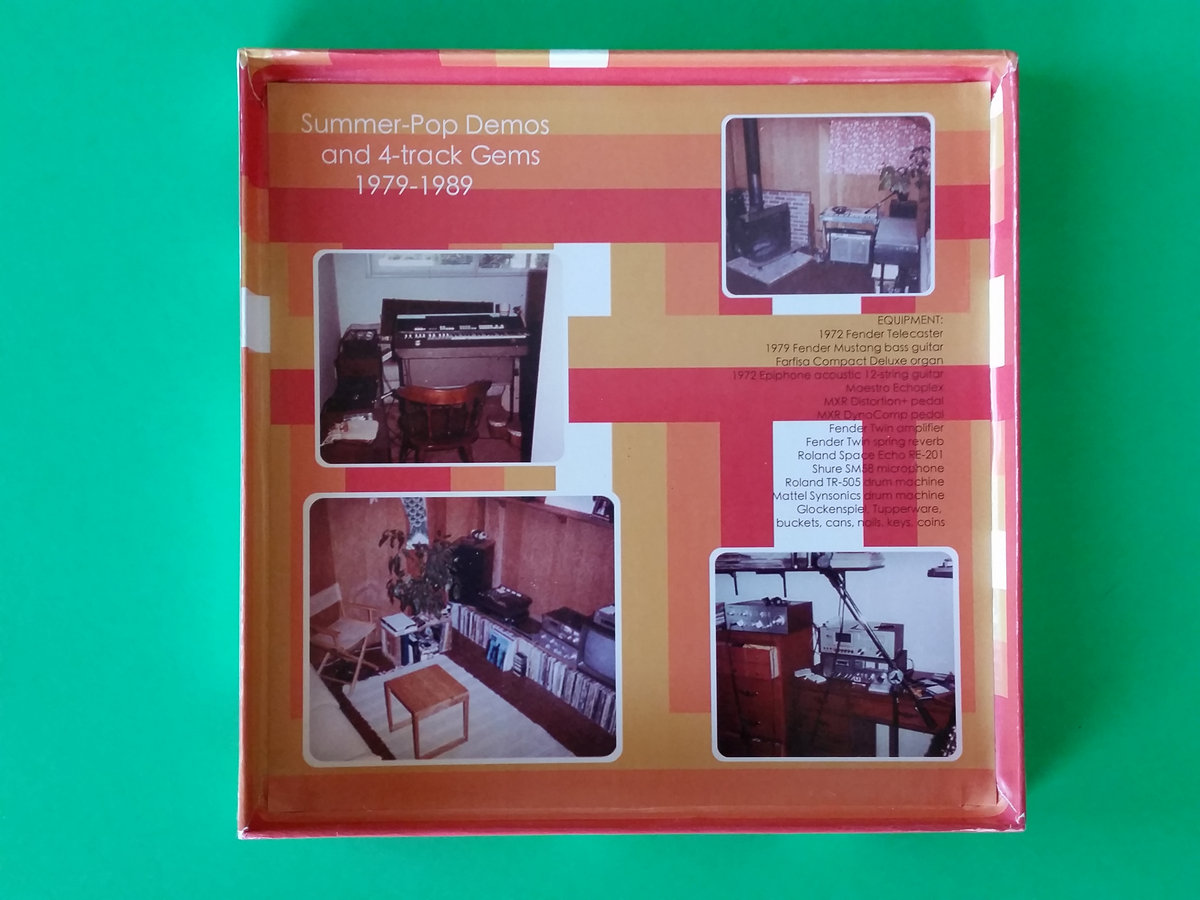 Summer-Pop Demos
and 4-track Gems
1979-1989
EQUIPMENT:
1972 Fender Telecaster
1979 Fender Mustang bass guitar
Farfisa Compact Deluxe organ
1972 Epiphone acoustic 12-string guitar
Maestro Echoplex
MXR Distortion+ pedal
MXR DynaComp pedal
Fender Twin amplifier
Fender Twin spring reverb
Roland Space Echo RE-201
Shure SM58 microphone
Roland TR-505 drum machine
Mattel Synsonics drum machine
Glockenspiel, Tupperware,
buckets, cans, nails, keys, coins